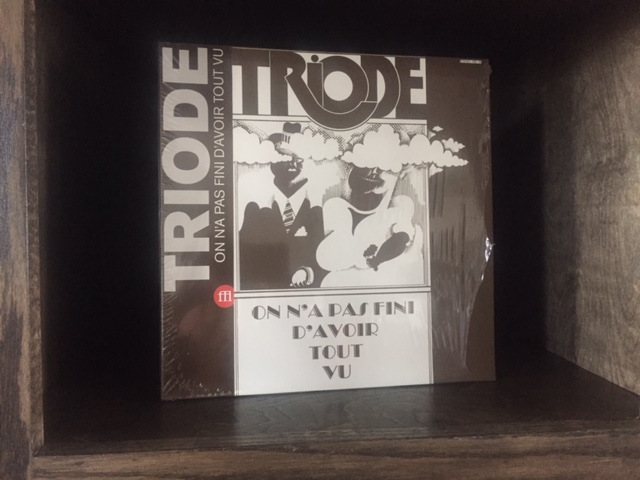 TRIODE
ON N'A PAS FINI D'AVOIR TOUT VU
ffl
TRIODE
ON N'A PAS FINI
D'AVOIR
TOUT
VU